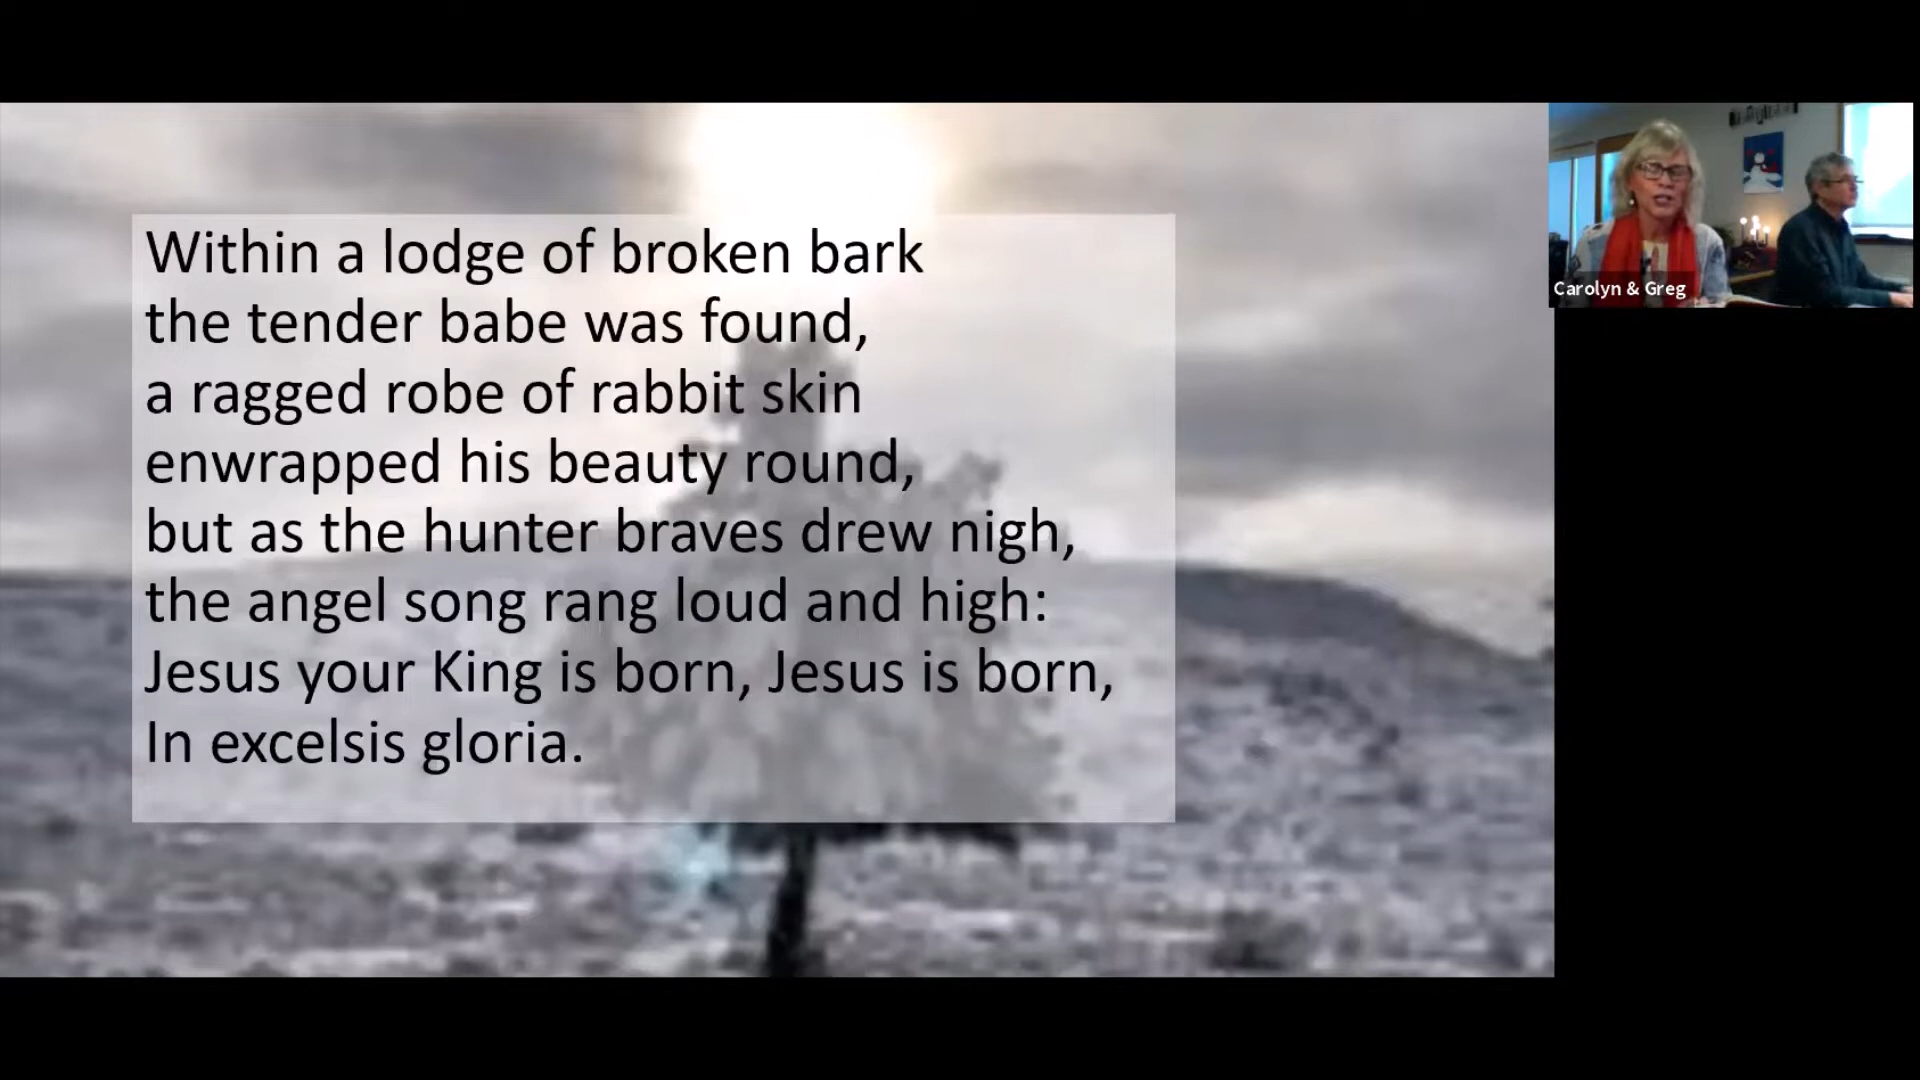 Within a lodge of broken bark
the tender babe was found,
a ragged robe of rabbit skin
enwrapped his beauty round,
but as the hunter braves drew nigh,
the angel song rang loud and high:
Jesus your King is born, Jesus is born,
In excelsis gloria.
Carolyn & Greg